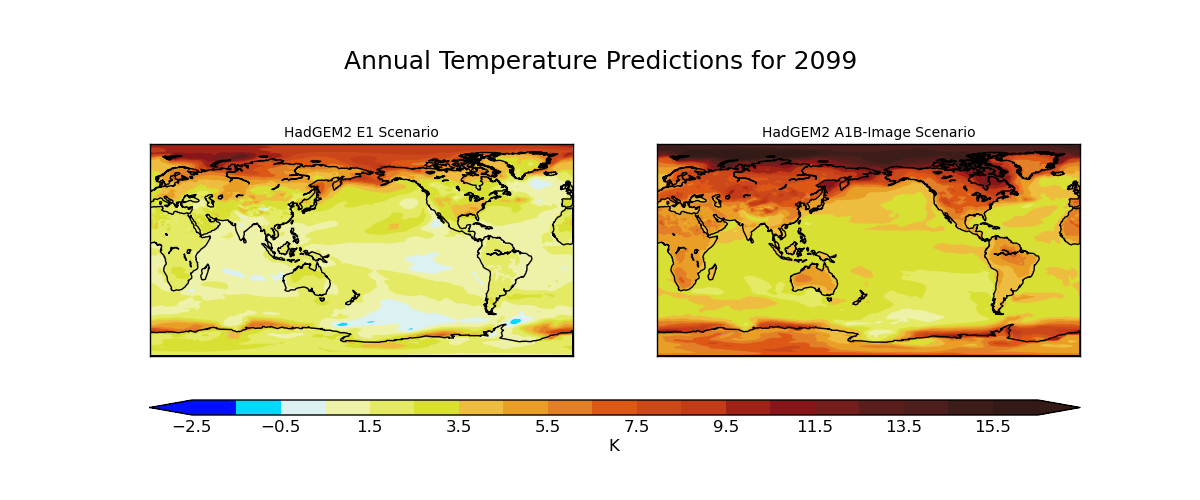 Annual Temperature Predictions for 2099
HadGEM2 E1 Scenario
HadGEM2 A1B-Image Scenario
−2.5 −0.5 1.5 3.5 5.5 7.5 9.5 11.5 13.5 15.5
K